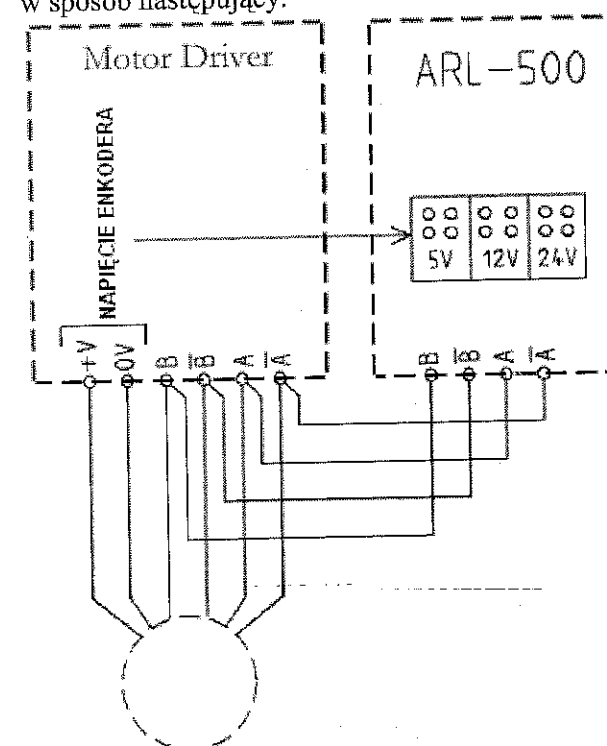 w sposób następujący:
Motor Driver
ARL-500
NAPIĘCIE ENKODERA
5V 12V 24V
+V 0V B B̅ A A̅
B B̅ A A̅